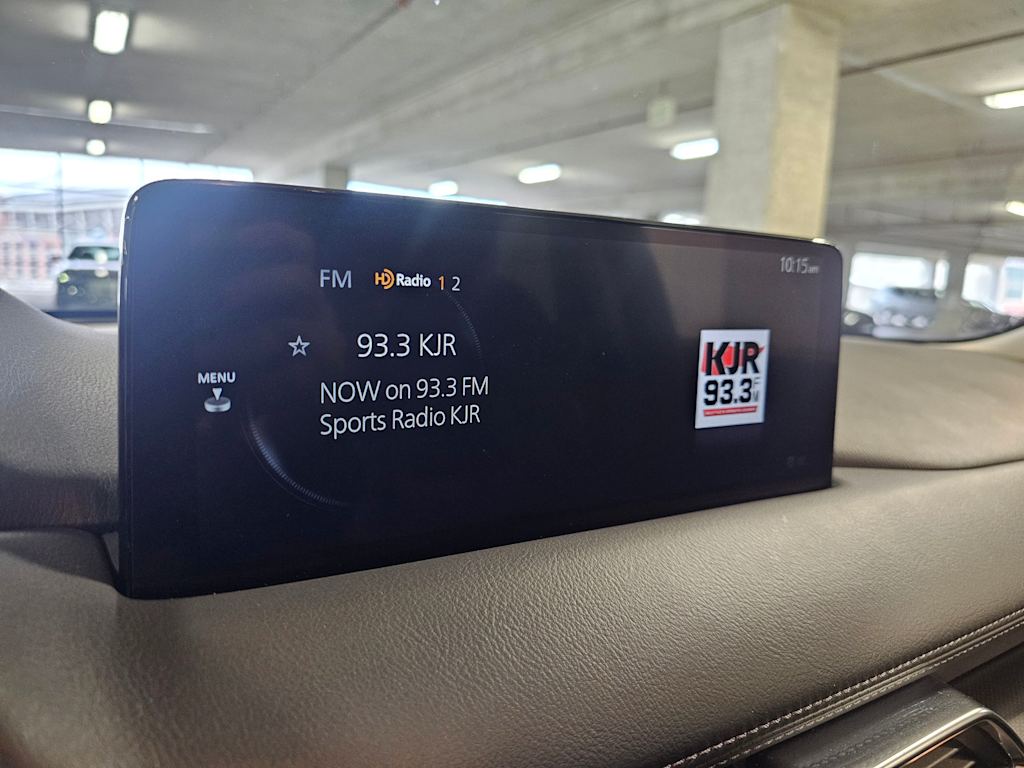 10:15am
FM HD Radio 1 2
93.3 KJR
MENU
NOW on 93.3 FM
Sports Radio KJR
KJR
93.3 FM